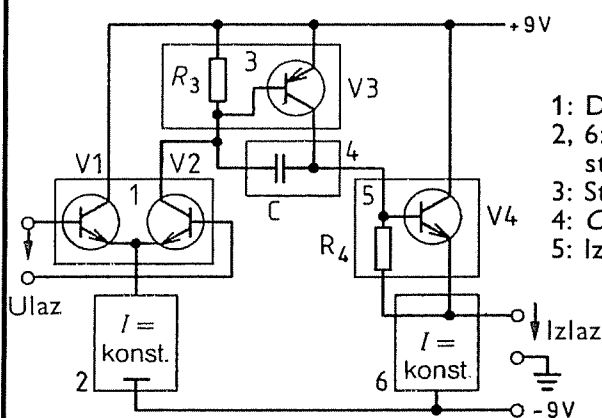 +9V
R3
3
V3
1: D
2, 6:
st
3: St
4: C
5: Iz
4
C
V1
V2
1
5
V4
R4
Ulaz
I =
konst.
2
I =
konst.
6
Izlaz
-9V